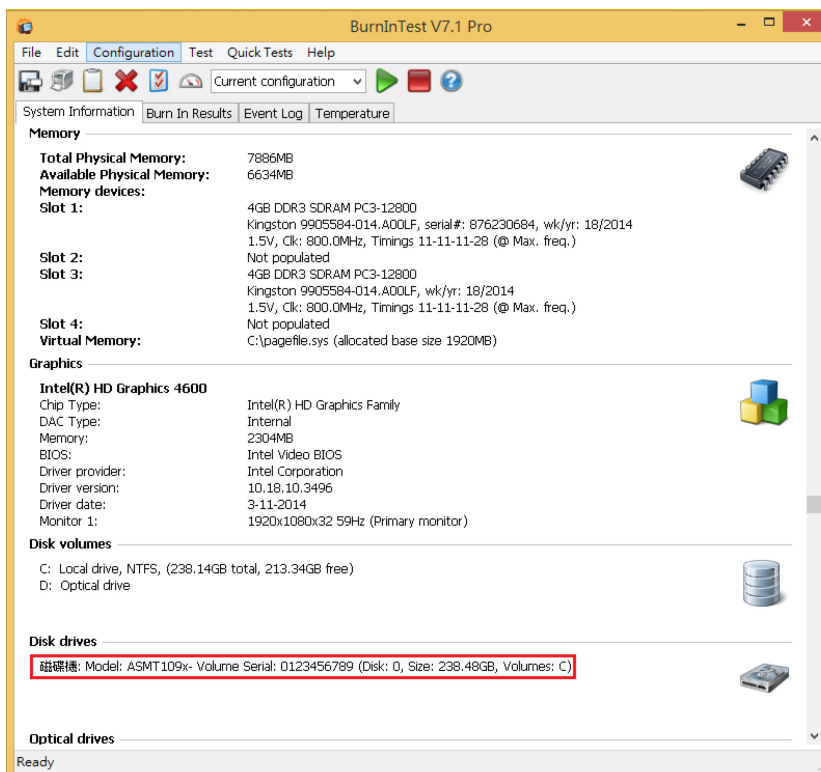 BurnInTest V7.1 Pro
File Edit Configuration Test Quick Tests Help
Current configuration
System Information Burn In Results Event Log Temperature
Memory
Total Physical Memory: 7886MB
Available Physical Memory: 6634MB
Memory devices:
Slot 1: 4GB DDR3 SDRAM PC3-12800
Kingston 9905584-014.A00LF, serial#: 876230684, wk/yr: 18/2014
1.5V, Clk: 800.0MHz, Timings 11-11-11-28 (@ Max. freq.)
Slot 2: Not populated
Slot 3: 4GB DDR3 SDRAM PC3-12800
Kingston 9905584-014.A00LF, wk/yr: 18/2014
1.5V, Clk: 800.0MHz, Timings 11-11-11-28 (@ Max. freq.)
Slot 4: Not populated
Virtual Memory: C:\pagefile.sys (allocated base size 1920MB)
Graphics
Intel(R) HD Graphics 4600
Chip Type: Intel(R) HD Graphics Family
DAC Type: Internal
Memory: 2304MB
BIOS: Intel Video BIOS
Driver provider: Intel Corporation
Driver version: 10.18.10.3496
Driver date: 3-11-2014
Monitor 1: 1920x1080x32 59Hz (Primary monitor)
Disk volumes
C: Local drive, NTFS, (238.14GB total, 213.34GB free)
D: Optical drive
Disk drives
磁碟機: Model: ASMT109x- Volume Serial: 0123456789 (Disk: 0, Size: 238.48GB, Volumes: C)
Optical drives
Ready